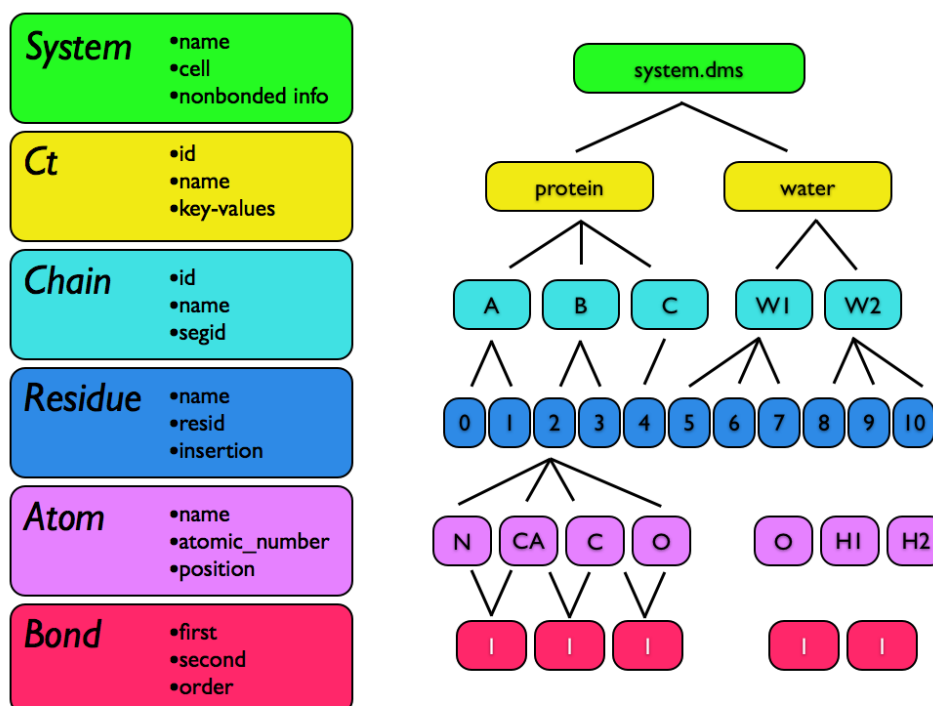 System
•name
•cell
•nonbonded info
Ct
•id
•name
•key-values
Chain
•id
•name
•segid
Residue
•name
•resid
•insertion
Atom
•name
•atomic_number
•position
Bond
•first
•second
•order
system.dms
protein water
A B C W1 W2
0 1 2 3 4 5 6 7 8 9 10
N CA C O O H1 H2
1 1 1 1 1